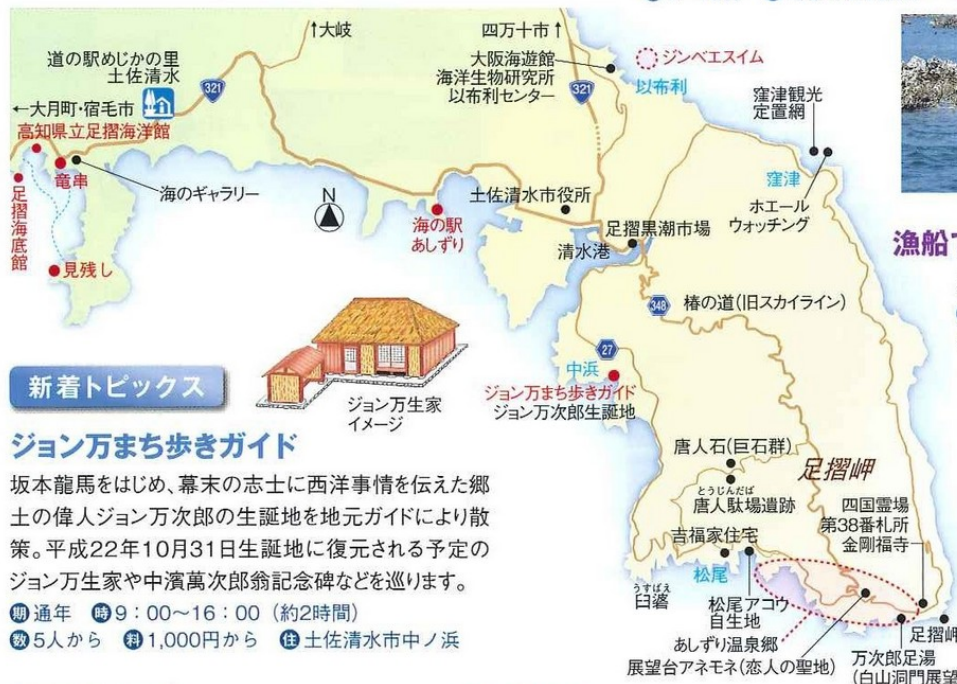 ↑大岐
四万十市↑
道の駅めじかの里
土佐清水
321
←大月町・宿毛市
高知県立足摺海洋館
竜串
海のギャラリー
足摺海底館
見残し
N
海の駅
あしずり
大阪海遊館
海洋生物研究所
以布利センター
321
ジンベエスイム
以布利
窪津観光
定置網
窪津
ホエール
ウォッチング
土佐清水市役所
足摺黒潮市場
清水港
漁船
348
椿の道(旧スカイライン)
27
中浜
ジョン万まち歩きガイド
ジョン万次郎生誕地
唐人石(巨石群)
とうじんだば
唐人駄場遺跡
足摺岬
四国霊場
第38番札所
金剛福寺
吉福家住宅
松尾
うすばえ
臼碆
松尾アコウ
自生地
あしずり温泉郷
展望台アネモネ(恋人の聖地)
足摺岬
万次郎足湯
(白山洞門展望
ジョン万生家
イメージ
新着トピックス
ジョン万まち歩きガイド
坂本龍馬をはじめ、幕末の志士に西洋事情を伝えた郷
土の偉人ジョン万次郎の生誕地を地元ガイドにより散
策。平成22年10月31日生誕地に復元される予定の
ジョン万生家や中濱萬次郎翁記念碑などを巡ります。
期 通年 時 9：00〜16：00 (約2時間)
数 5人から 料 1,000円から 住 土佐清水市中ノ浜